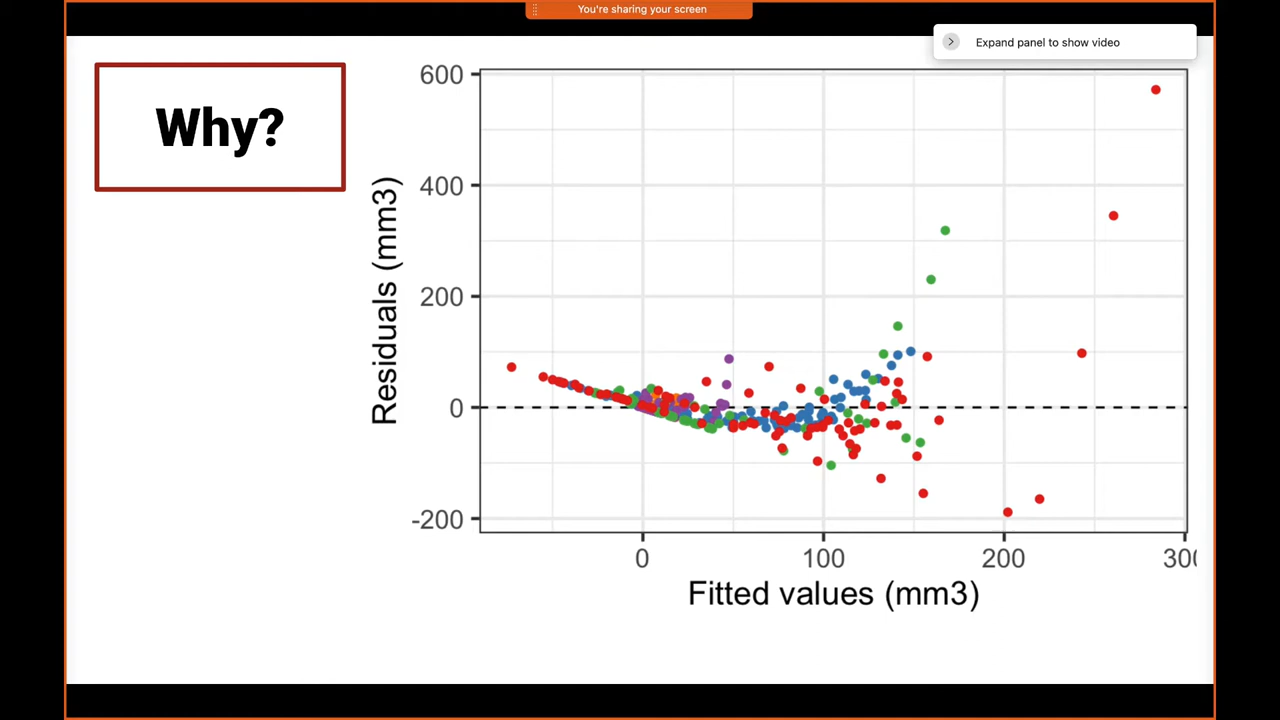 You're sharing your screen
Expand panel to show video
Why?
600
400
200
0
-200
Residuals (mm3)
0
100
200
300
Fitted values (mm3)